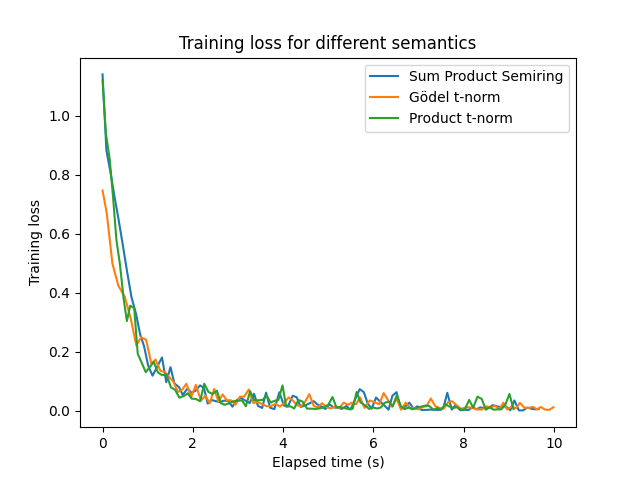 Training loss for different semantics
Sum Product Semiring
Gödel t-norm
Product t-norm
Training loss
1.0
0.8
0.6
0.4
0.2
0.0
0
2
4
6
8
10
Elapsed time (s)